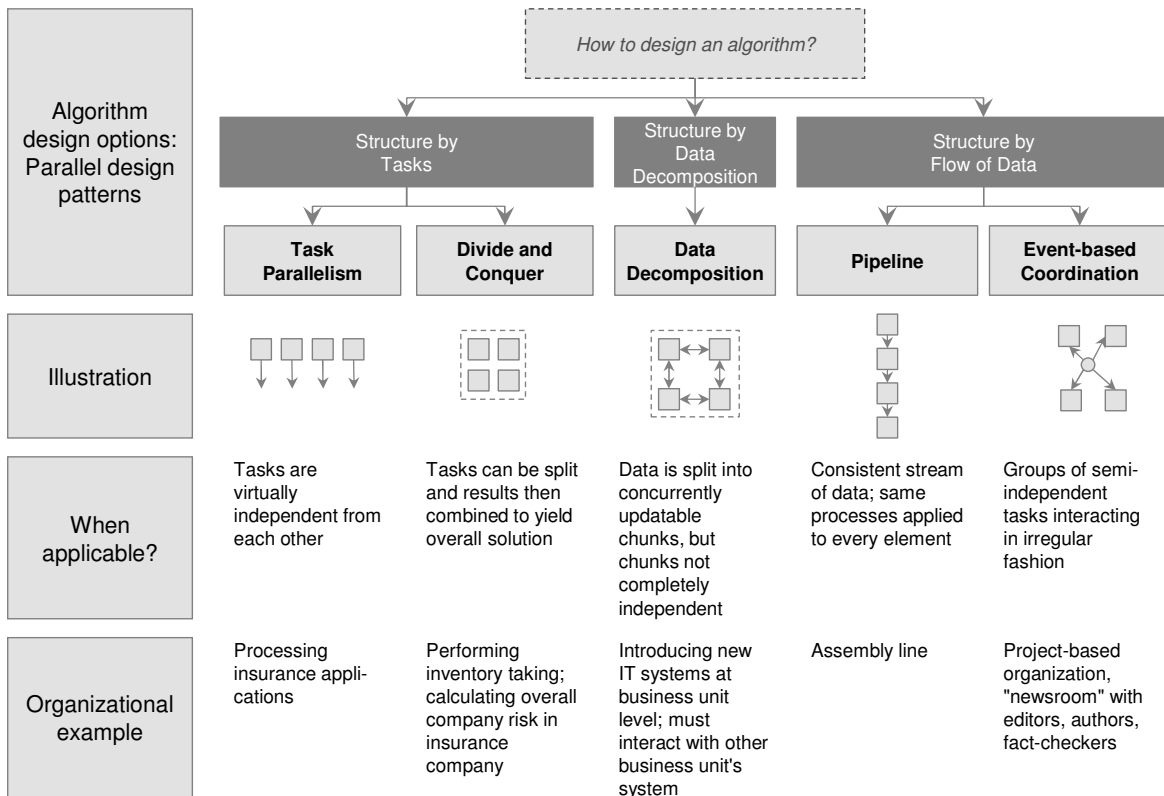 How to design an algorithm?
Algorithm
design options:
Parallel design
patterns
Structure by
Tasks
Structure by
Data
Decomposition
Structure by
Flow of Data
Task
Parallelism
Divide and
Conquer
Data
Decomposition
Pipeline
Event-based
Coordination
Illustration
When
applicable?
Tasks are
virtually
independent from
each other
Tasks can be split
and results then
combined to yield
overall solution
Data is split into
concurrently
updatable
chunks, but
chunks not
completely
independent
Consistent stream
of data; same
processes applied
to every element
Groups of semi-
independent
tasks interacting
in irregular
fashion
Organizational
example
Processing
insurance appli-
cations
Performing
inventory taking;
calculating overall
company risk in
insurance
company
Introducing new
IT systems at
business unit
level; must
interact with other
business unit's
system
Assembly line
Project-based
organization,
"newsroom" with
editors, authors,
fact-checkers